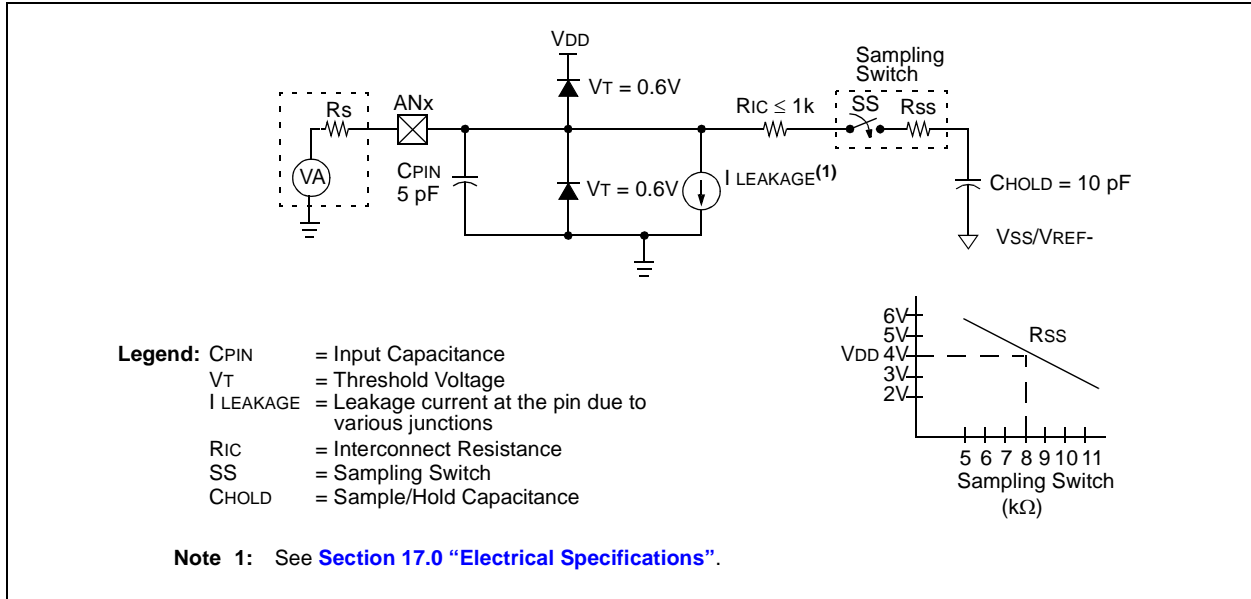 VDD
Sampling
Switch
Rs
ANx
VT = 0.6V
RIC ≤ 1k
SS
Rss
VA
CPIN
5 pF
VT = 0.6V
I LEAKAGE(1)
CHOLD = 10 pF
VSS/VREF-
6V
5V
VDD 4V
3V
2V
RSS
5 6 7 8 9 10 11
Sampling Switch
(kΩ)
Legend: CPIN = Input Capacitance
VT = Threshold Voltage
I LEAKAGE = Leakage current at the pin due to
various junctions
RIC = Interconnect Resistance
SS = Sampling Switch
CHOLD = Sample/Hold Capacitance
Note 1: See Section 17.0 “Electrical Specifications”.